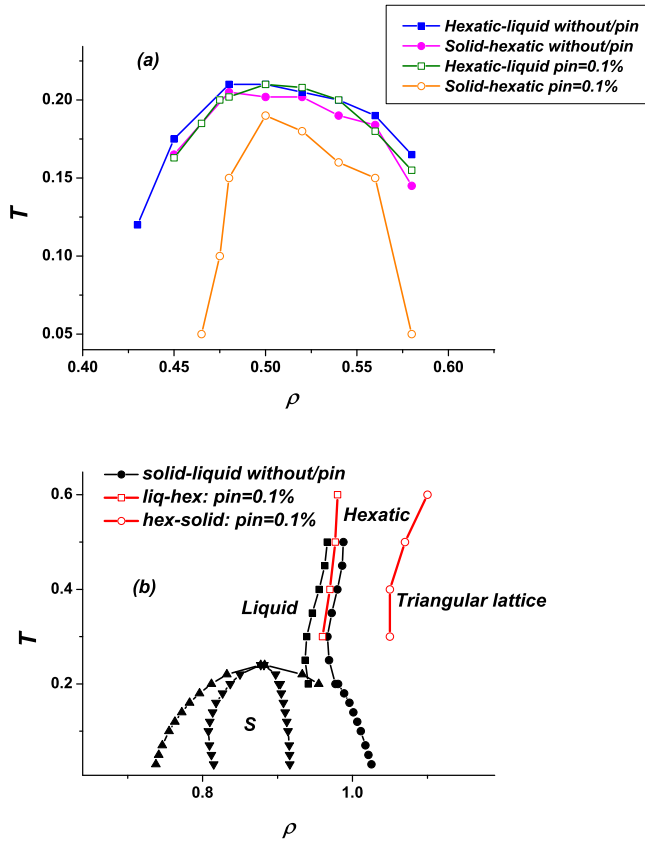 Hexatic-liquid without/pin
Solid-hexatic without/pin
Hexatic-liquid pin=0.1%
Solid-hexatic pin=0.1%
(a)
0.20
0.15
0.10
0.05
T
0.40 0.45 0.50 0.55 0.60
ρ
solid-liquid without/pin
liq-hex: pin=0.1%
hex-solid: pin=0.1%
Hexatic
(b)
Liquid
Triangular lattice
S
0.6
0.4
0.2
T
0.8 1.0
ρ